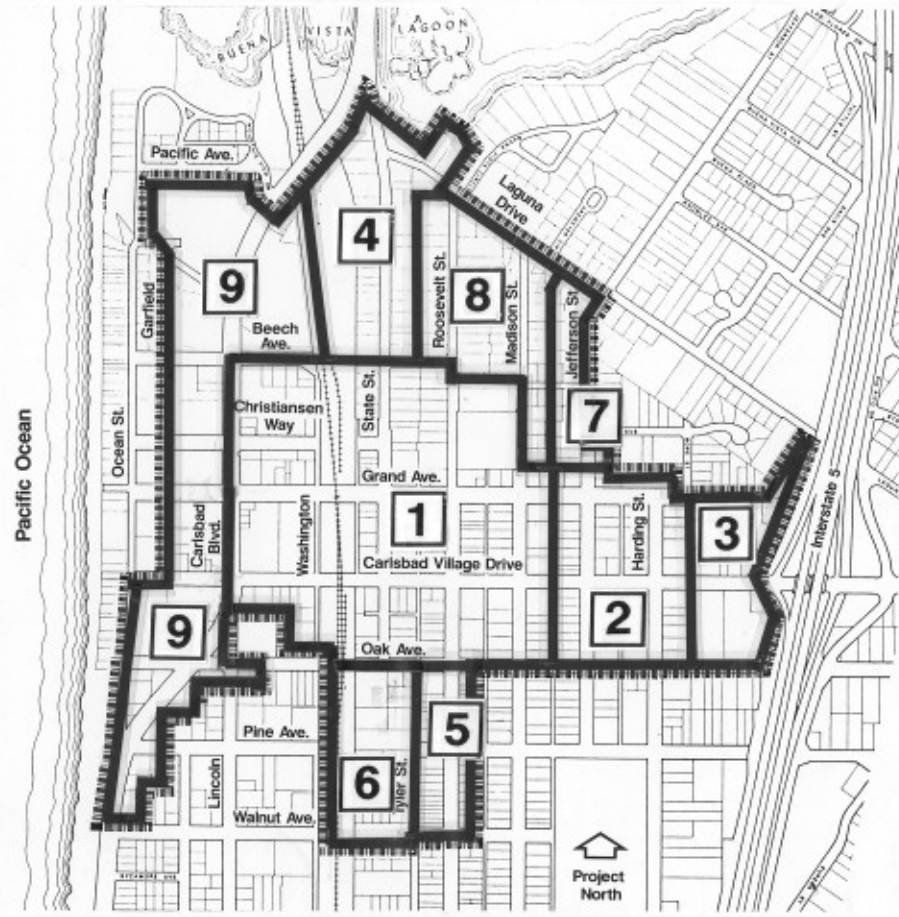 BUENA
VISTA
LAGOON
Pacific Ave.
Laguna
Drive
4
9
8
Roosevelt St.
Madison St.
Jefferson St.
Garfield
Beech
Ave.
Ocean St.
Christiansen
Way
State St.
7
Pacific Ocean
Grand Ave.
1
Washington
Carlsbad
Blvd.
Harding St.
3
Interstate 5
Carlsbad Village Drive
9
2
Oak Ave.
Pine Ave.
5
6
Tyler St.
Lincoln
Walnut Ave.
Project
North